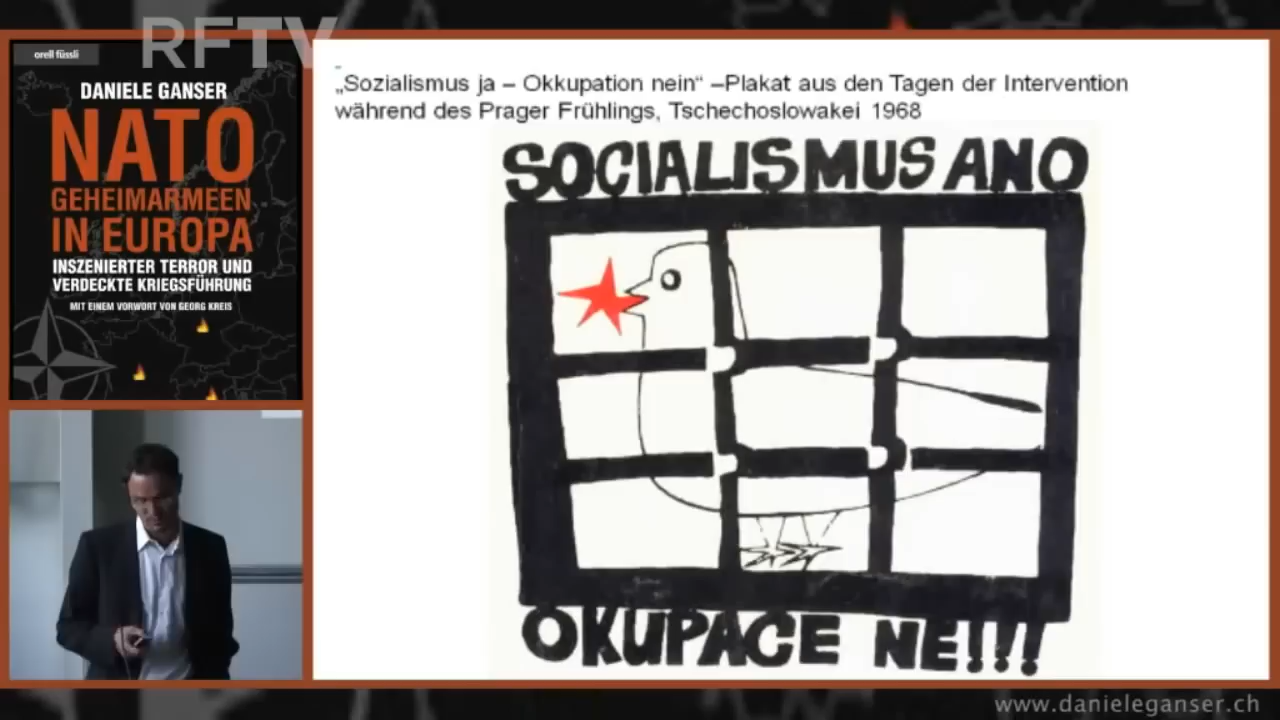 RFTV
orell füssli
DANIELE GANSER
NATO
GEHEIMARMEEN
IN EUROPA
INSZENIERTER TERROR UND
VERDECKTE KRIEGSFÜHRUNG
MIT EINEM VORWORT VON GEORG KREIS
„Sozialismus ja – Okkupation nein“ –Plakat aus den Tagen der Intervention
während des Prager Frühlings, Tschechoslowakei 1968
SOCIALISMUS ANO
OKUPACE NE!!!
www.danieleganser.ch